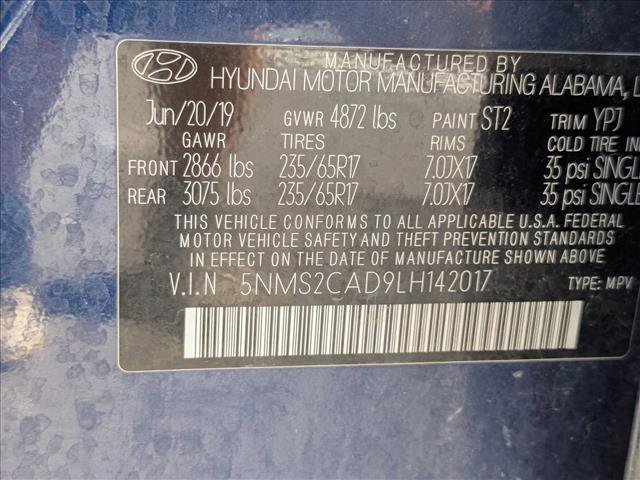 MANUFACTURED BY
HYUNDAI MOTOR MANUFACTURING ALABAMA,
Jun/20/19 GVWR 4872 lbs PAINT ST2 TRIM YPJ
GAWR TIRES RIMS COLD TIRE
FRONT 2866 lbs 235/65R17 7.0JX17 35 psi SINGLE
REAR 3075 lbs 235/65R17 7.0JX17 35 psi SINGLE
THIS VEHICLE CONFORMS TO ALL APPLICABLE U.S.A. FEDERAL
MOTOR VEHICLE SAFETY AND THEFT PREVENTION STANDARDS
IN EFFECT ON THE DATE OF MANUFACTURE SHOWN ABOVE.
V.I.N 5NMS2CAD9LH142017 TYPE: MPV